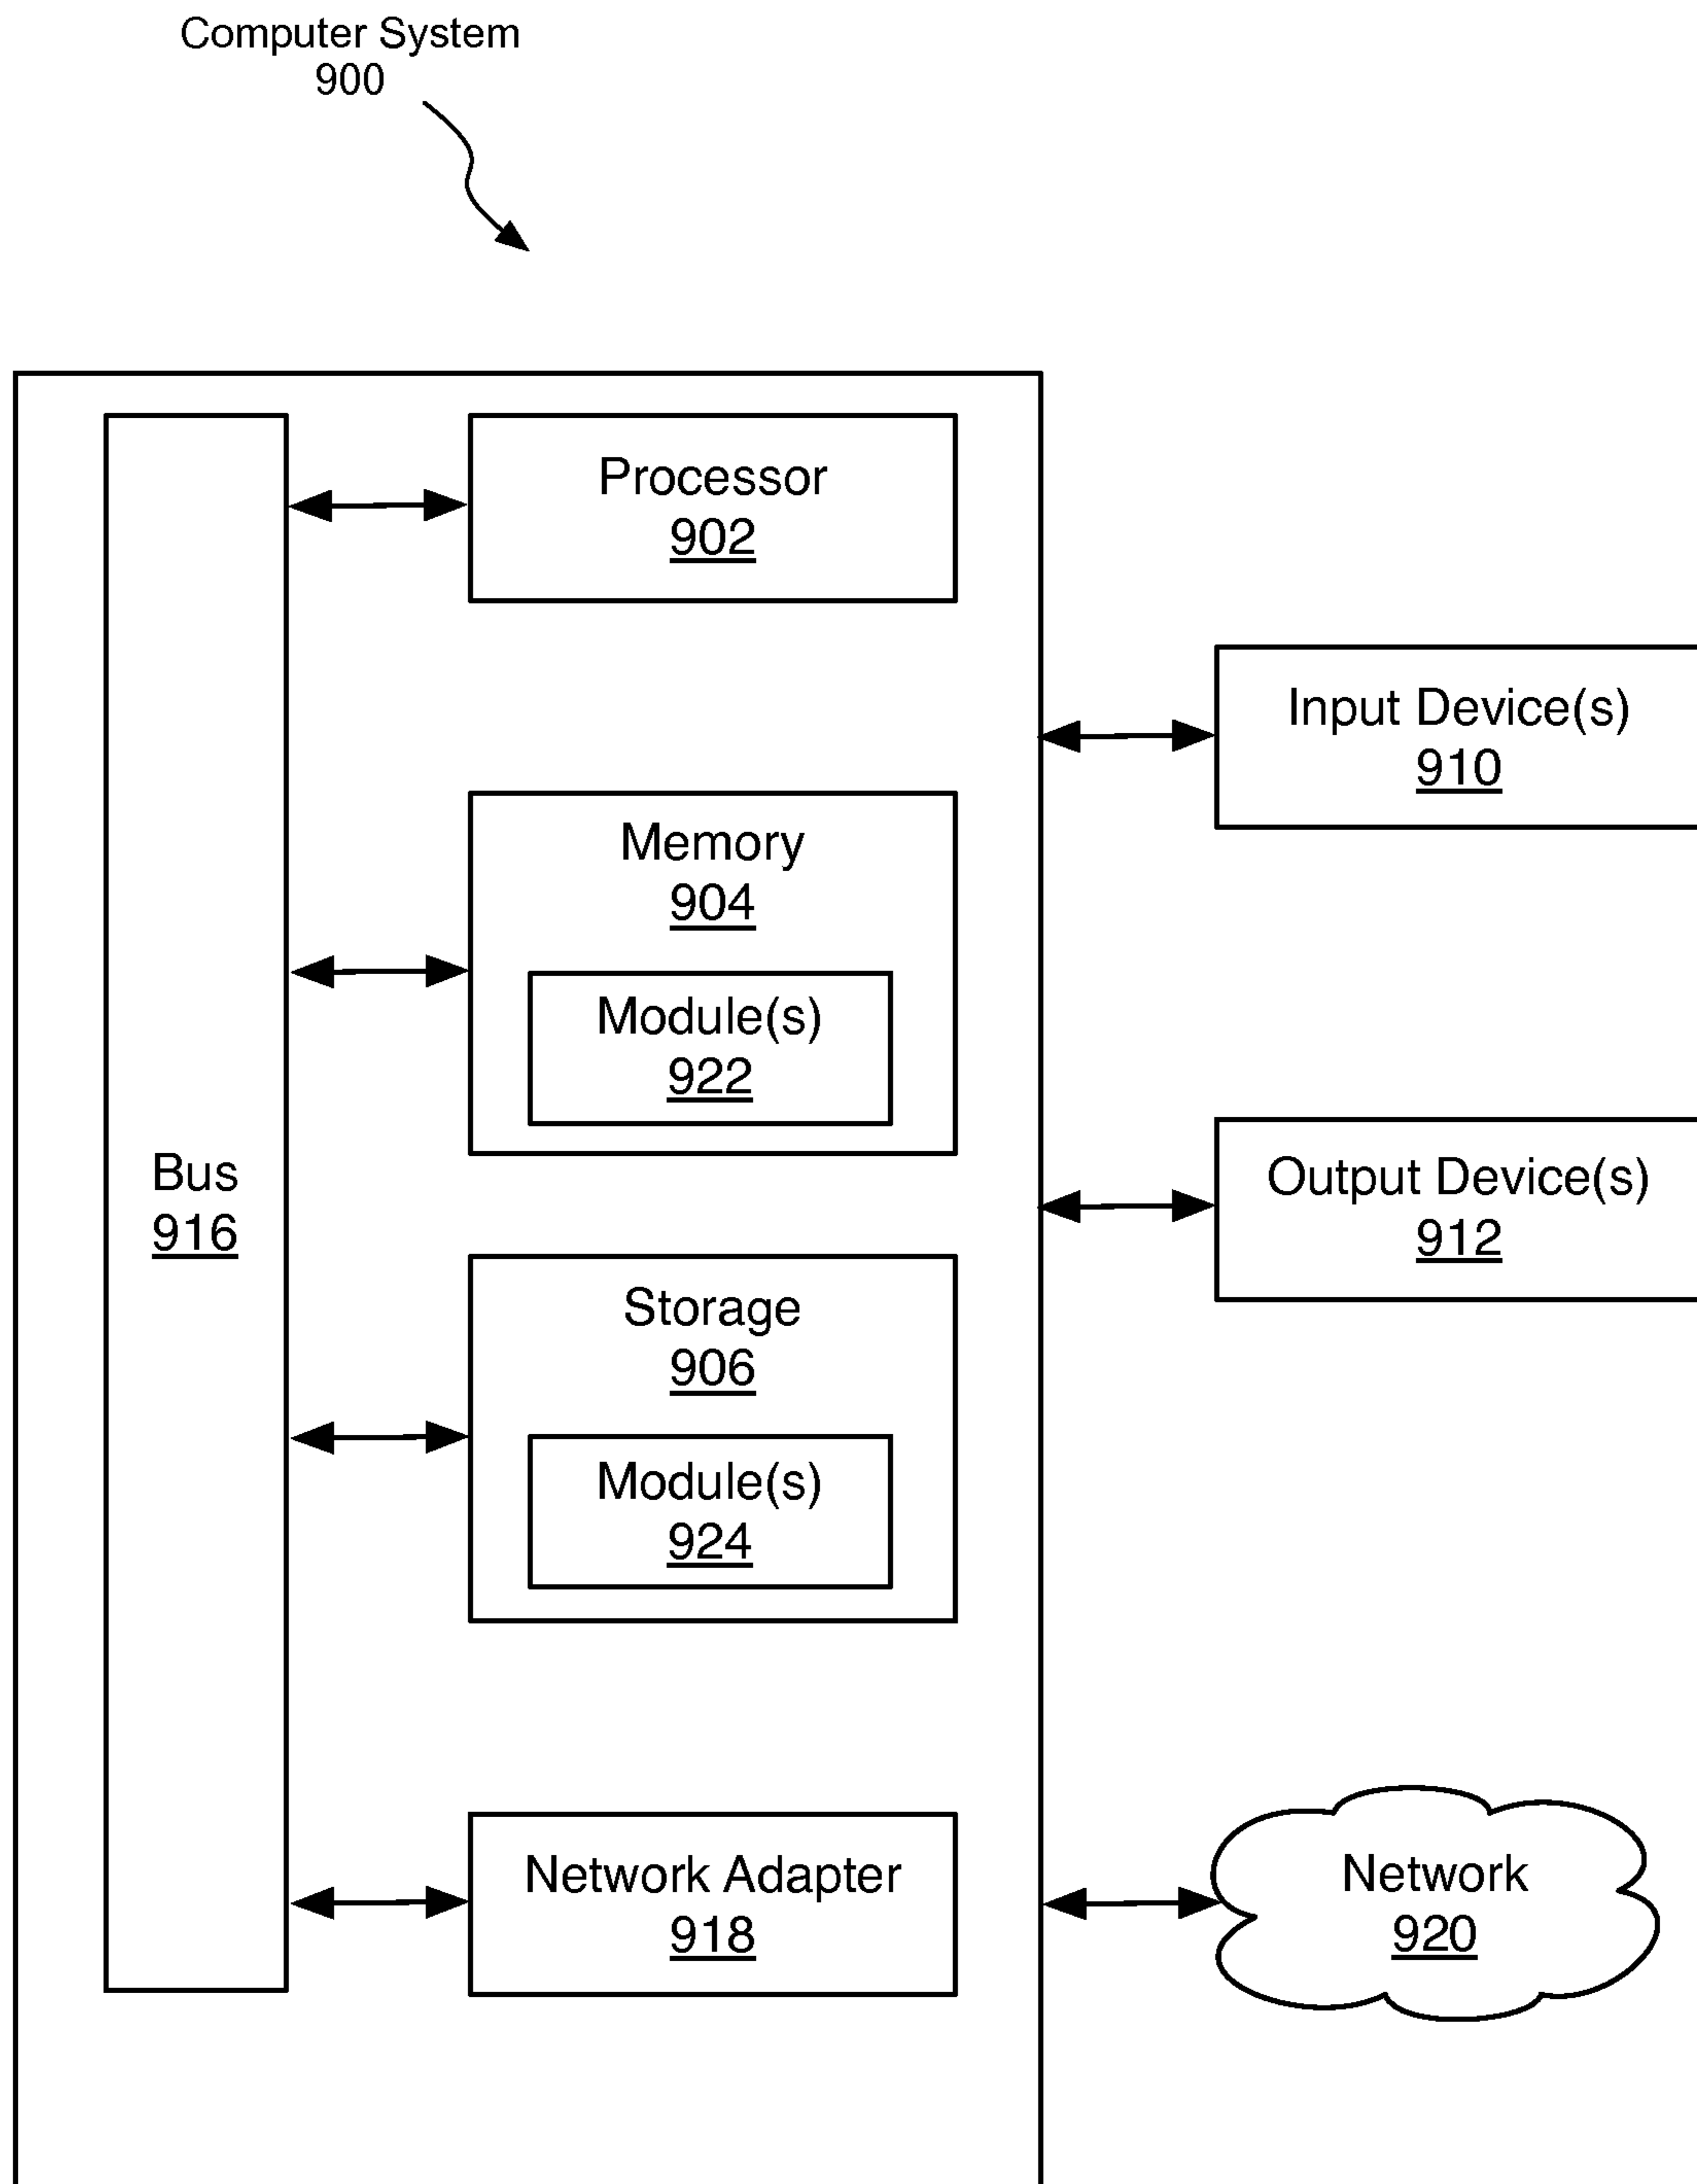 Computer System
900
Processor
902
Input Device(s)
910
Memory
904
Module(s)
922
Bus
916
Output Device(s)
912
Storage
906
Module(s)
924
Network Adapter
918
Network
920